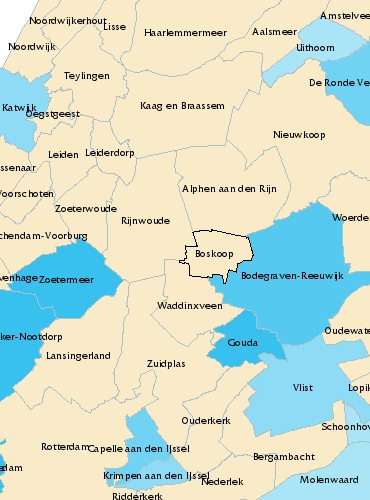 Amstelvee
Noordwijkerhout
Lisse
Haarlemmermeer
Aalsmeer
Noordwijk
Uithoorn
Teylingen
De Ronde Ve
Katwijk
Kaag en Braassem
Oegstgeest
Nieuwkoop
Leiden
Leiderdorp
ssenaar
Alphen aan den Rijn
Voorschoten
Zoeterwoude
Rijnwoude
Woerde
chendam-Voorburg
Boskoop
venhage
Zoetermeer
Bodegraven-Reeuwijk
Waddinxveen
Oudewate
ker-Nootdorp
Gouda
Lansingerland
Zuidplas
Vlist
Lopik
Ouderkerk
Schoonhov
Rotterdam
Capelle aan den IJssel
Bergambacht
edam
Krimpen aan den IJssel
Nederlek
Molenwaard
Ridderkerk